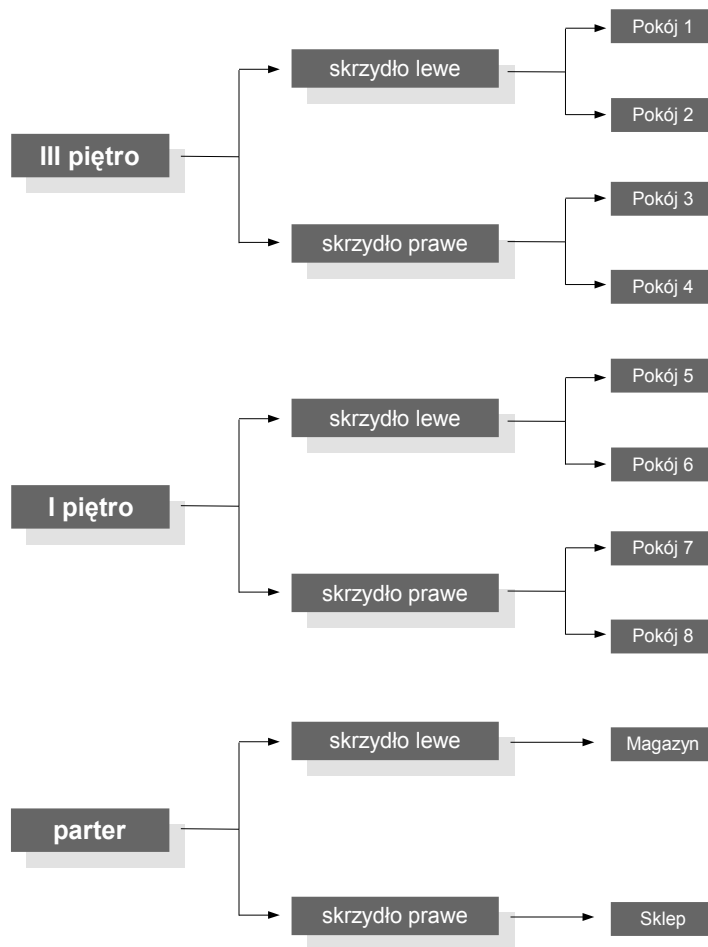 Pokój 1
skrzydło lewe
Pokój 2
III piętro
Pokój 3
skrzydło prawe
Pokój 4
Pokój 5
skrzydło lewe
Pokój 6
I piętro
Pokój 7
skrzydło prawe
Pokój 8
skrzydło lewe
Magazyn
parter
skrzydło prawe
Sklep